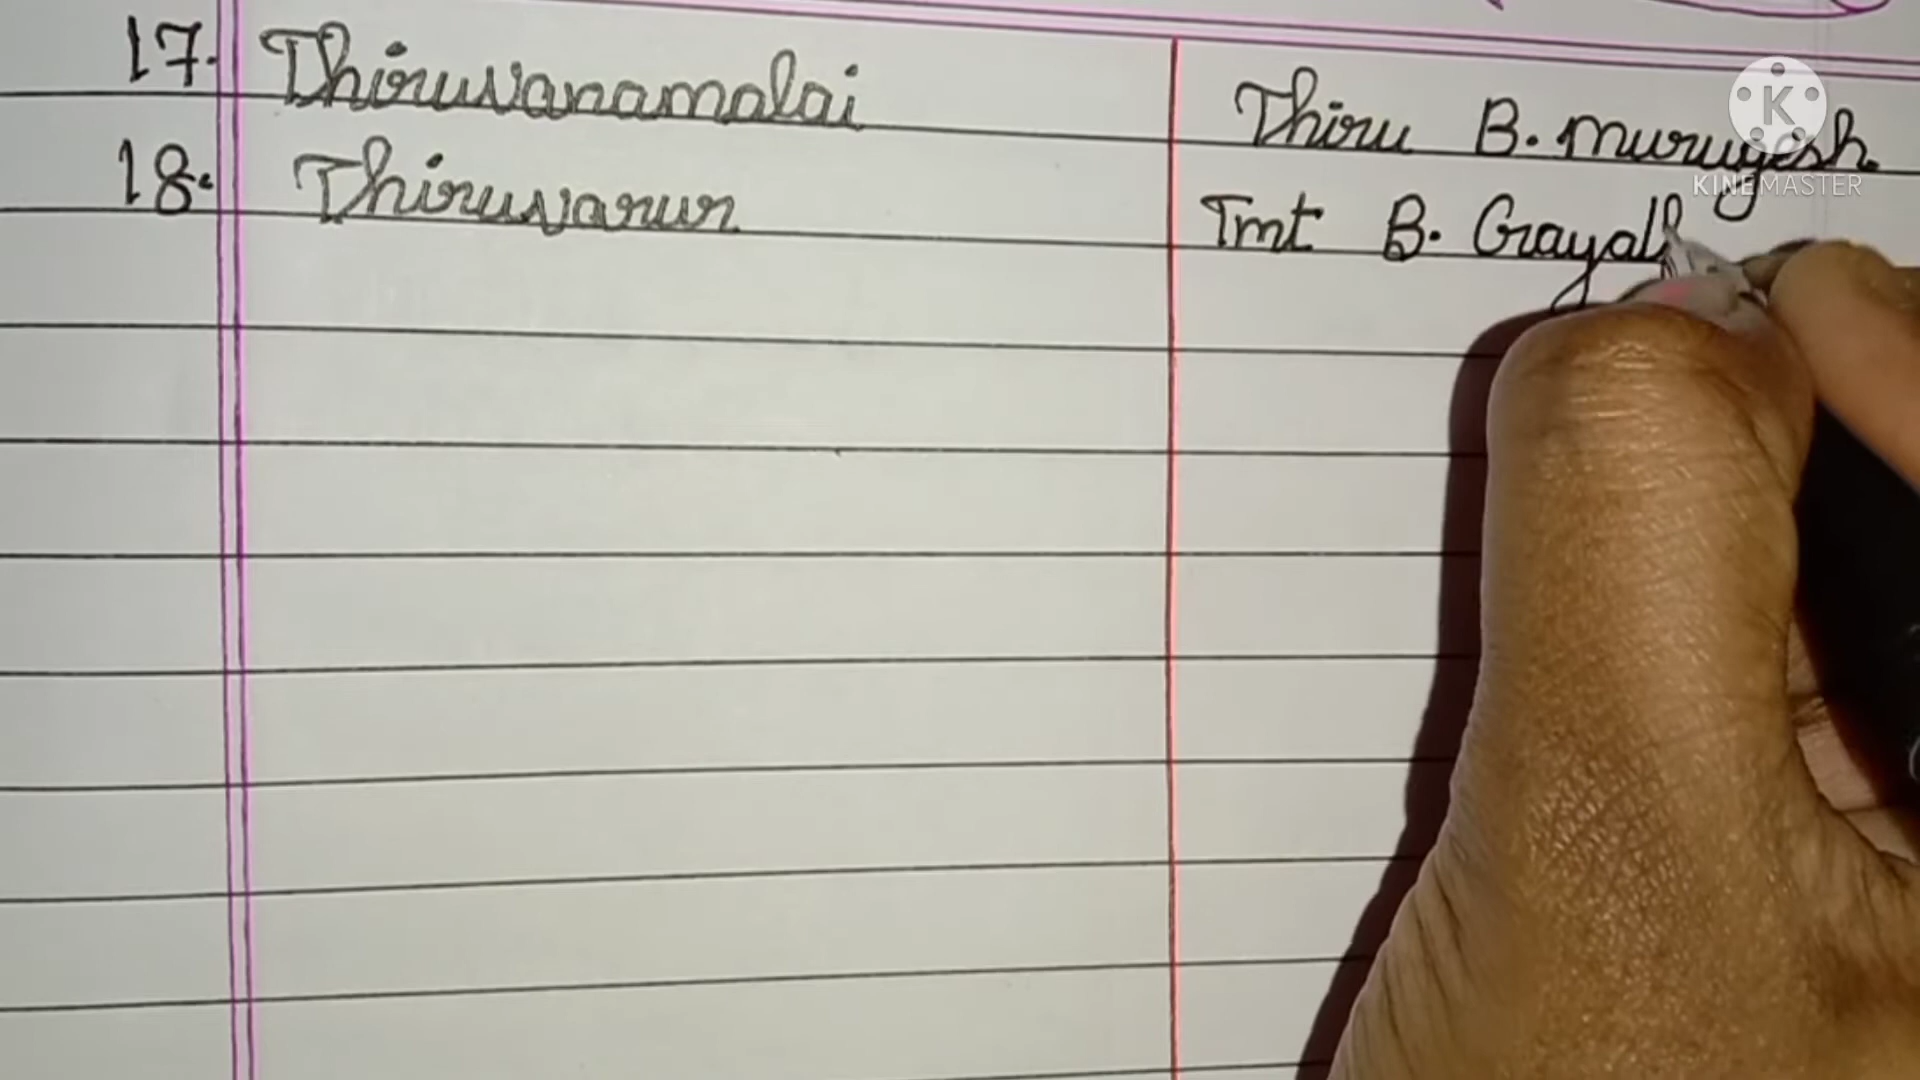 17. Thiruvanamalai Thiru B. Murugesh.
18. Thiruvarur Tmt B. Gayath
KINEMASTER